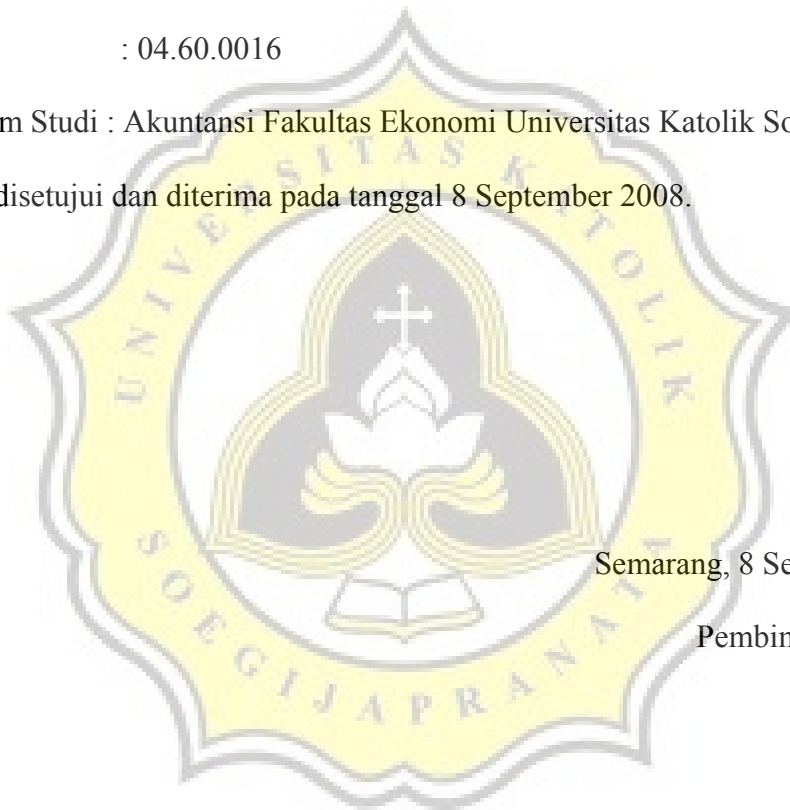 : 04.60.0016
m Studi : Akuntansi Fakultas Ekonomi Universitas Katolik So
disetujui dan diterima pada tanggal 8 September 2008.
UNIVERSITAS KATOLIK
SOEGIJAPRANATA
Semarang, 8 Se
Pembin